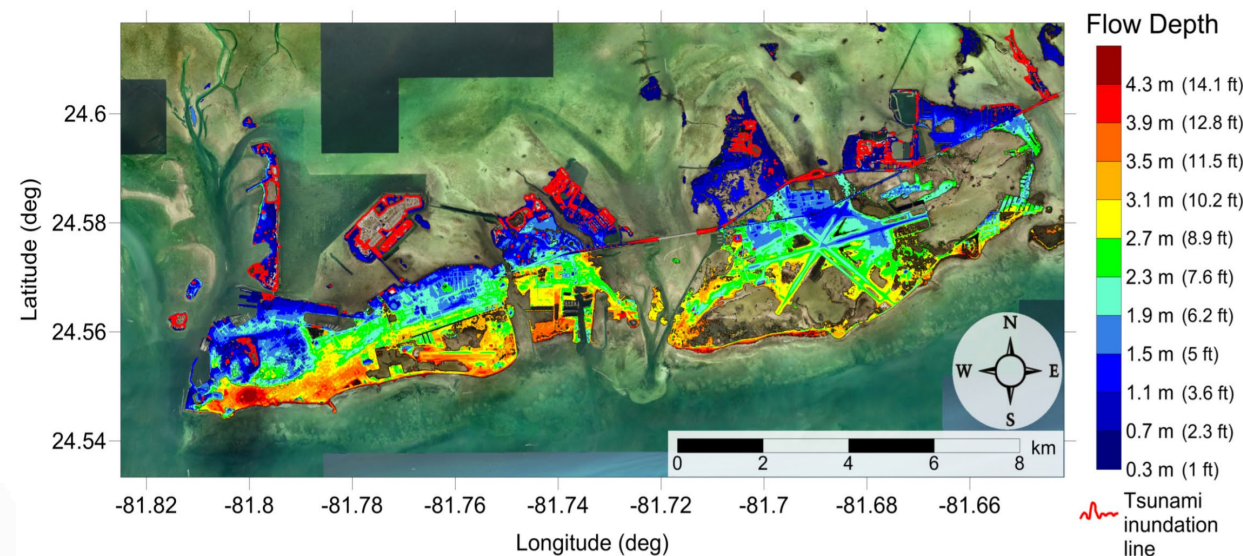 Flow Depth
4.3 m (14.1 ft)
3.9 m (12.8 ft)
3.5 m (11.5 ft)
3.1 m (10.2 ft)
2.7 m (8.9 ft)
2.3 m (7.6 ft)
1.9 m (6.2 ft)
1.5 m (5 ft)
1.1 m (3.6 ft)
0.7 m (2.3 ft)
0.3 m (1 ft)
Tsunami
inundation
line
Latitude (deg)
24.6
24.58
24.56
24.54
N
W E
S
km
0 2 4 6 8
-81.82 -81.8 -81.78 -81.76 -81.74 -81.72 -81.7 -81.68 -81.66
Longitude (deg)